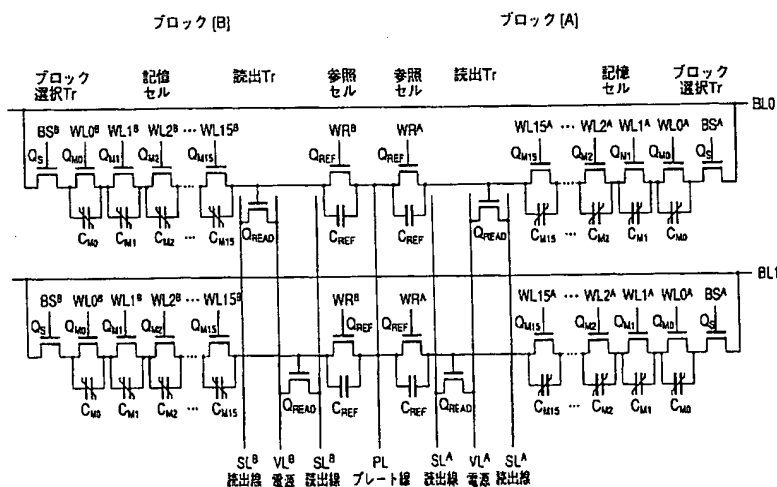 ブロック [B] ブロック [A]
ブロック 選択Tr 記憶 セル 読出Tr 参照 セル 参照 セル 読出Tr 記憶 セル ブロック 選択Tr
BL0
BS^B WL0^B WL1^B WL2^B … WL15^B WR^B WR^A WL15^A … WL2^A WL1^A WL0^A BS^A
Q_S Q_M0 Q_M1 Q_M2 Q_M15 Q_REF Q_REF Q_M15 Q_M2 Q_M1 Q_M0 Q_S
Q_READ Q_READ
C_M0 C_M1 C_M2 … C_M15 C_REF C_REF C_M15 … C_M2 C_M1 C_M0
BL1
BS^B WL0^B WL1^B WL2^B … WL15^B WR^B WR^A WL15^A … WL2^A WL1^A WL0^A BS^A
Q_S Q_M0 Q_M1 Q_M2 Q_M15 Q_REF Q_REF Q_M15 Q_M2 Q_M1 Q_M0 Q_S
Q_READ Q_READ
C_M0 C_M1 C_M2 … C_M15 C_REF C_REF C_M15 … C_M2 C_M1 C_M0
SL^B VL^B SL^B PL SL^A VL^A SL^A
読出線 電源 読出線 プレート線 読出線 電源 読出線